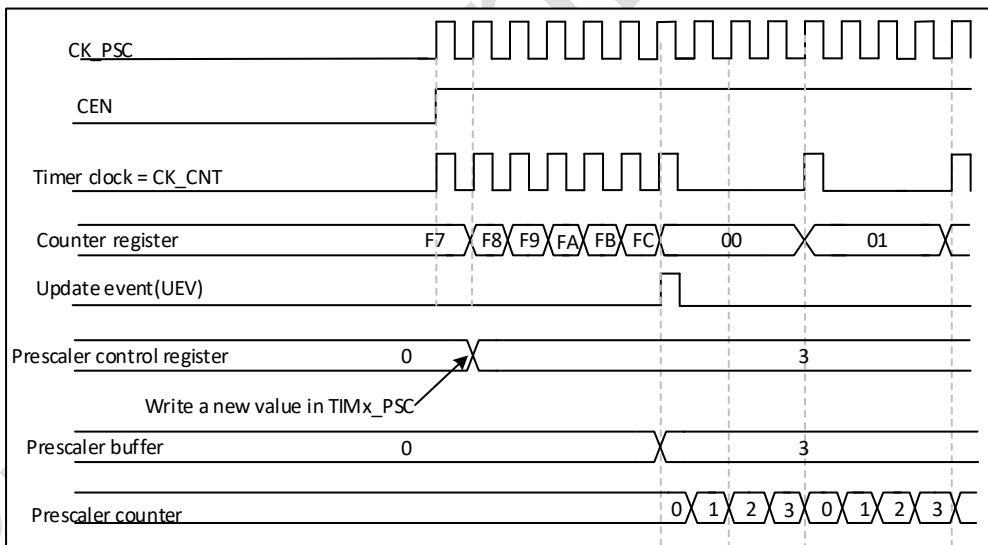 CK_PSC
CEN
Timer clock = CK_CNT
Counter register F7 F8 F9 FA FB FC 00 01
Update event(UEV)
Prescaler control register 0 3
Write a new value in TIMx_PSC
Prescaler buffer 0 3
Prescaler counter 0 1 2 3 0 1 2 3